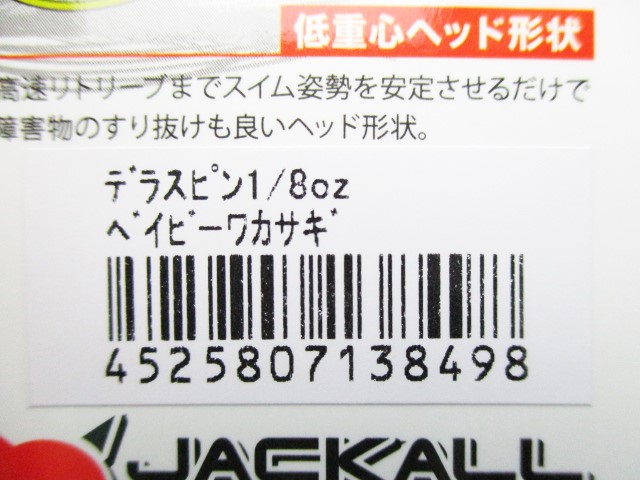 低重心ヘッド形状
高速リトリーブまでスイム姿勢を安定させるだけで
障害物のすり抜けも良いヘッド形状。
デラスピン1/8oz
ベイビーワカサギ
4525807138498
JACKALL